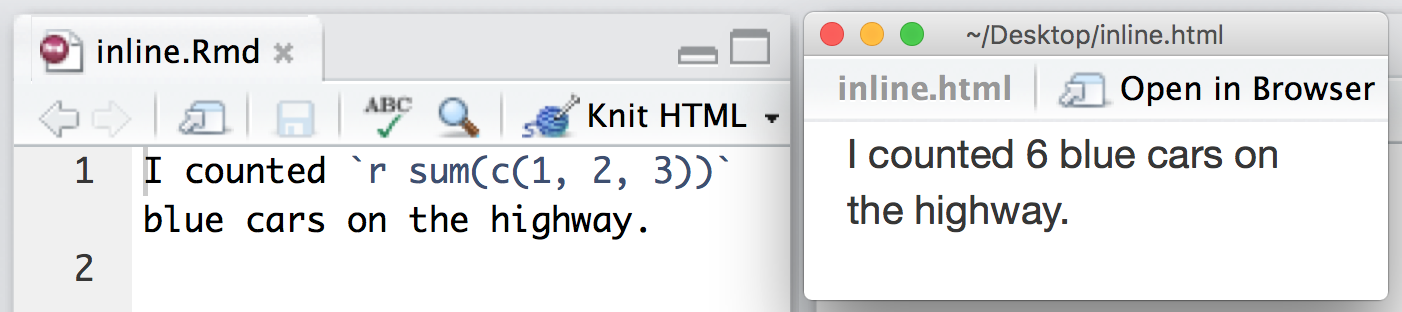 inline.Rmd
ABC
Knit HTML
1 I counted `r sum(c(1, 2, 3))`
blue cars on the highway.
2
~/Desktop/inline.html
inline.html Open in Browser
I counted 6 blue cars on
the highway.